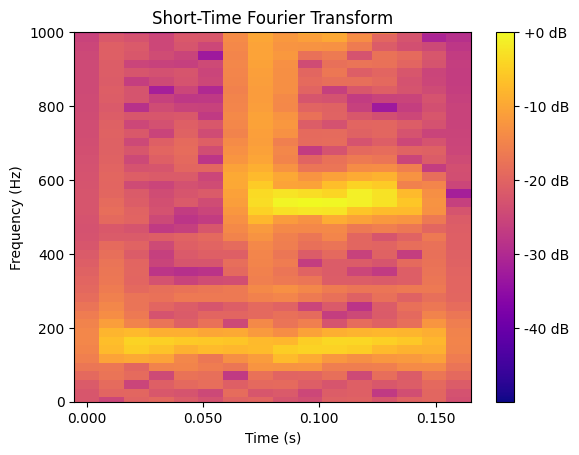 Short-Time Fourier Transform
1000
800
600
400
200
0
Frequency (Hz)
0.000
0.050
0.100
0.150
Time (s)
+0 dB
-10 dB
-20 dB
-30 dB
-40 dB